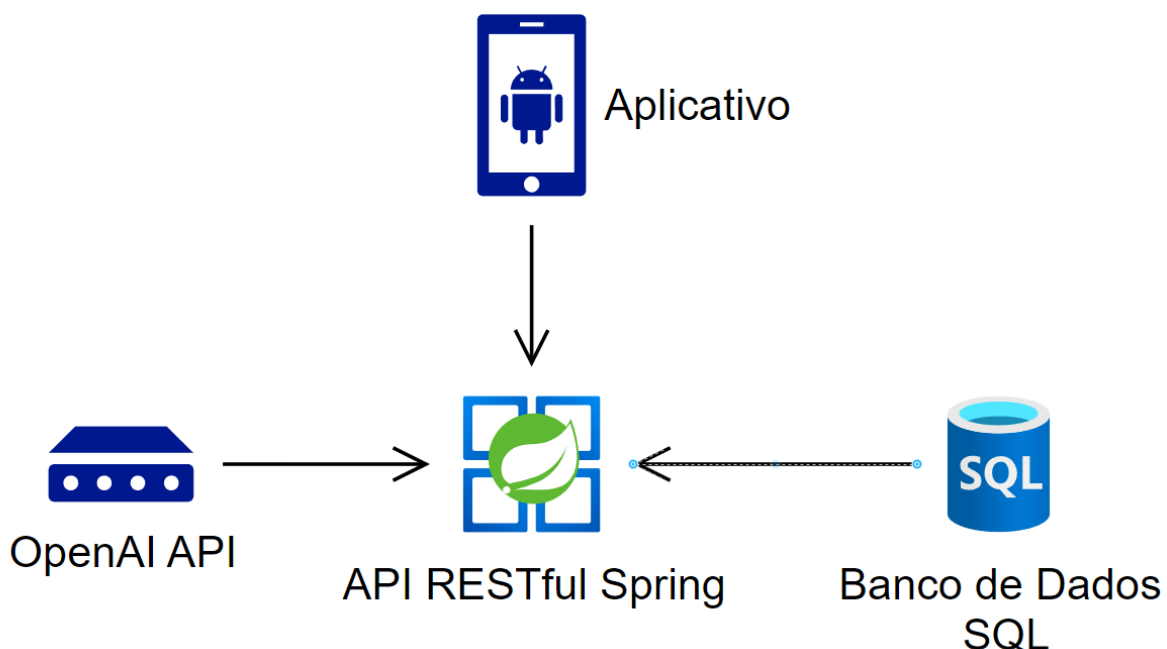 Aplicativo
OpenAI API
API RESTful Spring
SQL
Banco de Dados
SQL